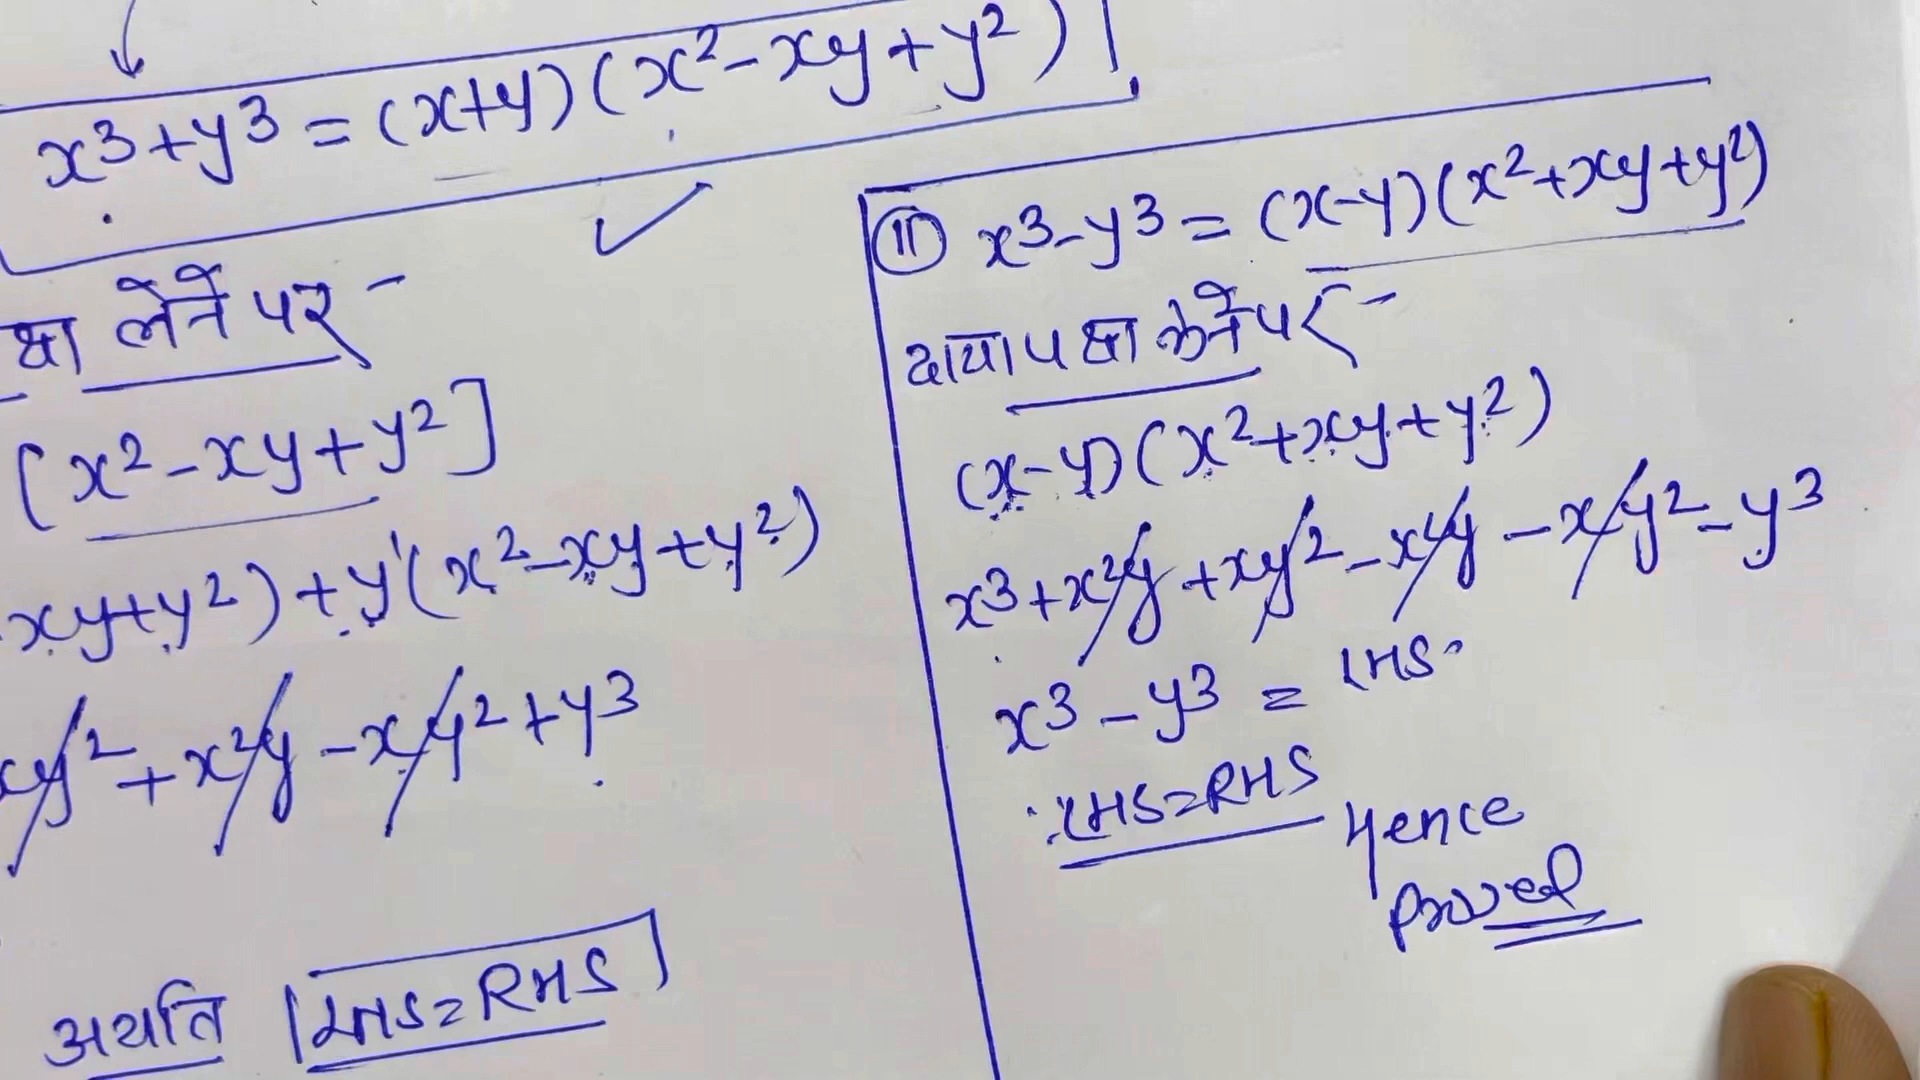 x³+y³=(x+y)(x²-xy+y²)
क्ष लेने पर-
[x²-xy+y²]
xy+y²)+y(x²-xy+y²)
xy²+x²y-xy²+y³
अर्थात LHS=RHS
(II) x³-y³=(x-y)(x²+xy+y²)
दाया पक्ष लेने पर-
(x-y)(x²+xy+y²)
x³+x²y+xy²-x²y-xy²-y³
x³-y³=LHS
∴LHS=RHS
Hence
Proved